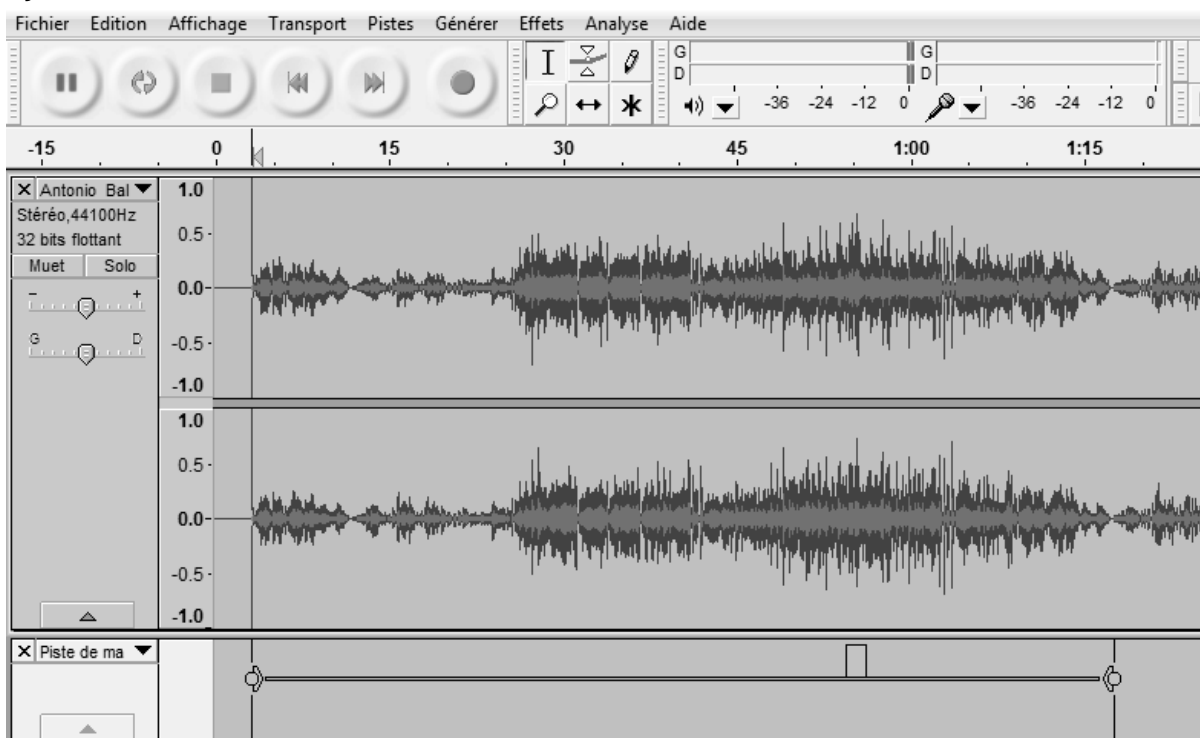 Fichier Edition Affichage Transport Pistes Générer Effets Analyse Aide
G G
D D
-36 -24 -12 0 -36 -24 -12 0
-15 0 15 30 45 1:00 1:15
X Antonio Bal
Stéréo,44100Hz
32 bits flottant
Muet Solo
- +
G D
1.0
0.5
0.0
-0.5
-1.0
1.0
0.5
0.0
-0.5
-1.0
X Piste de ma